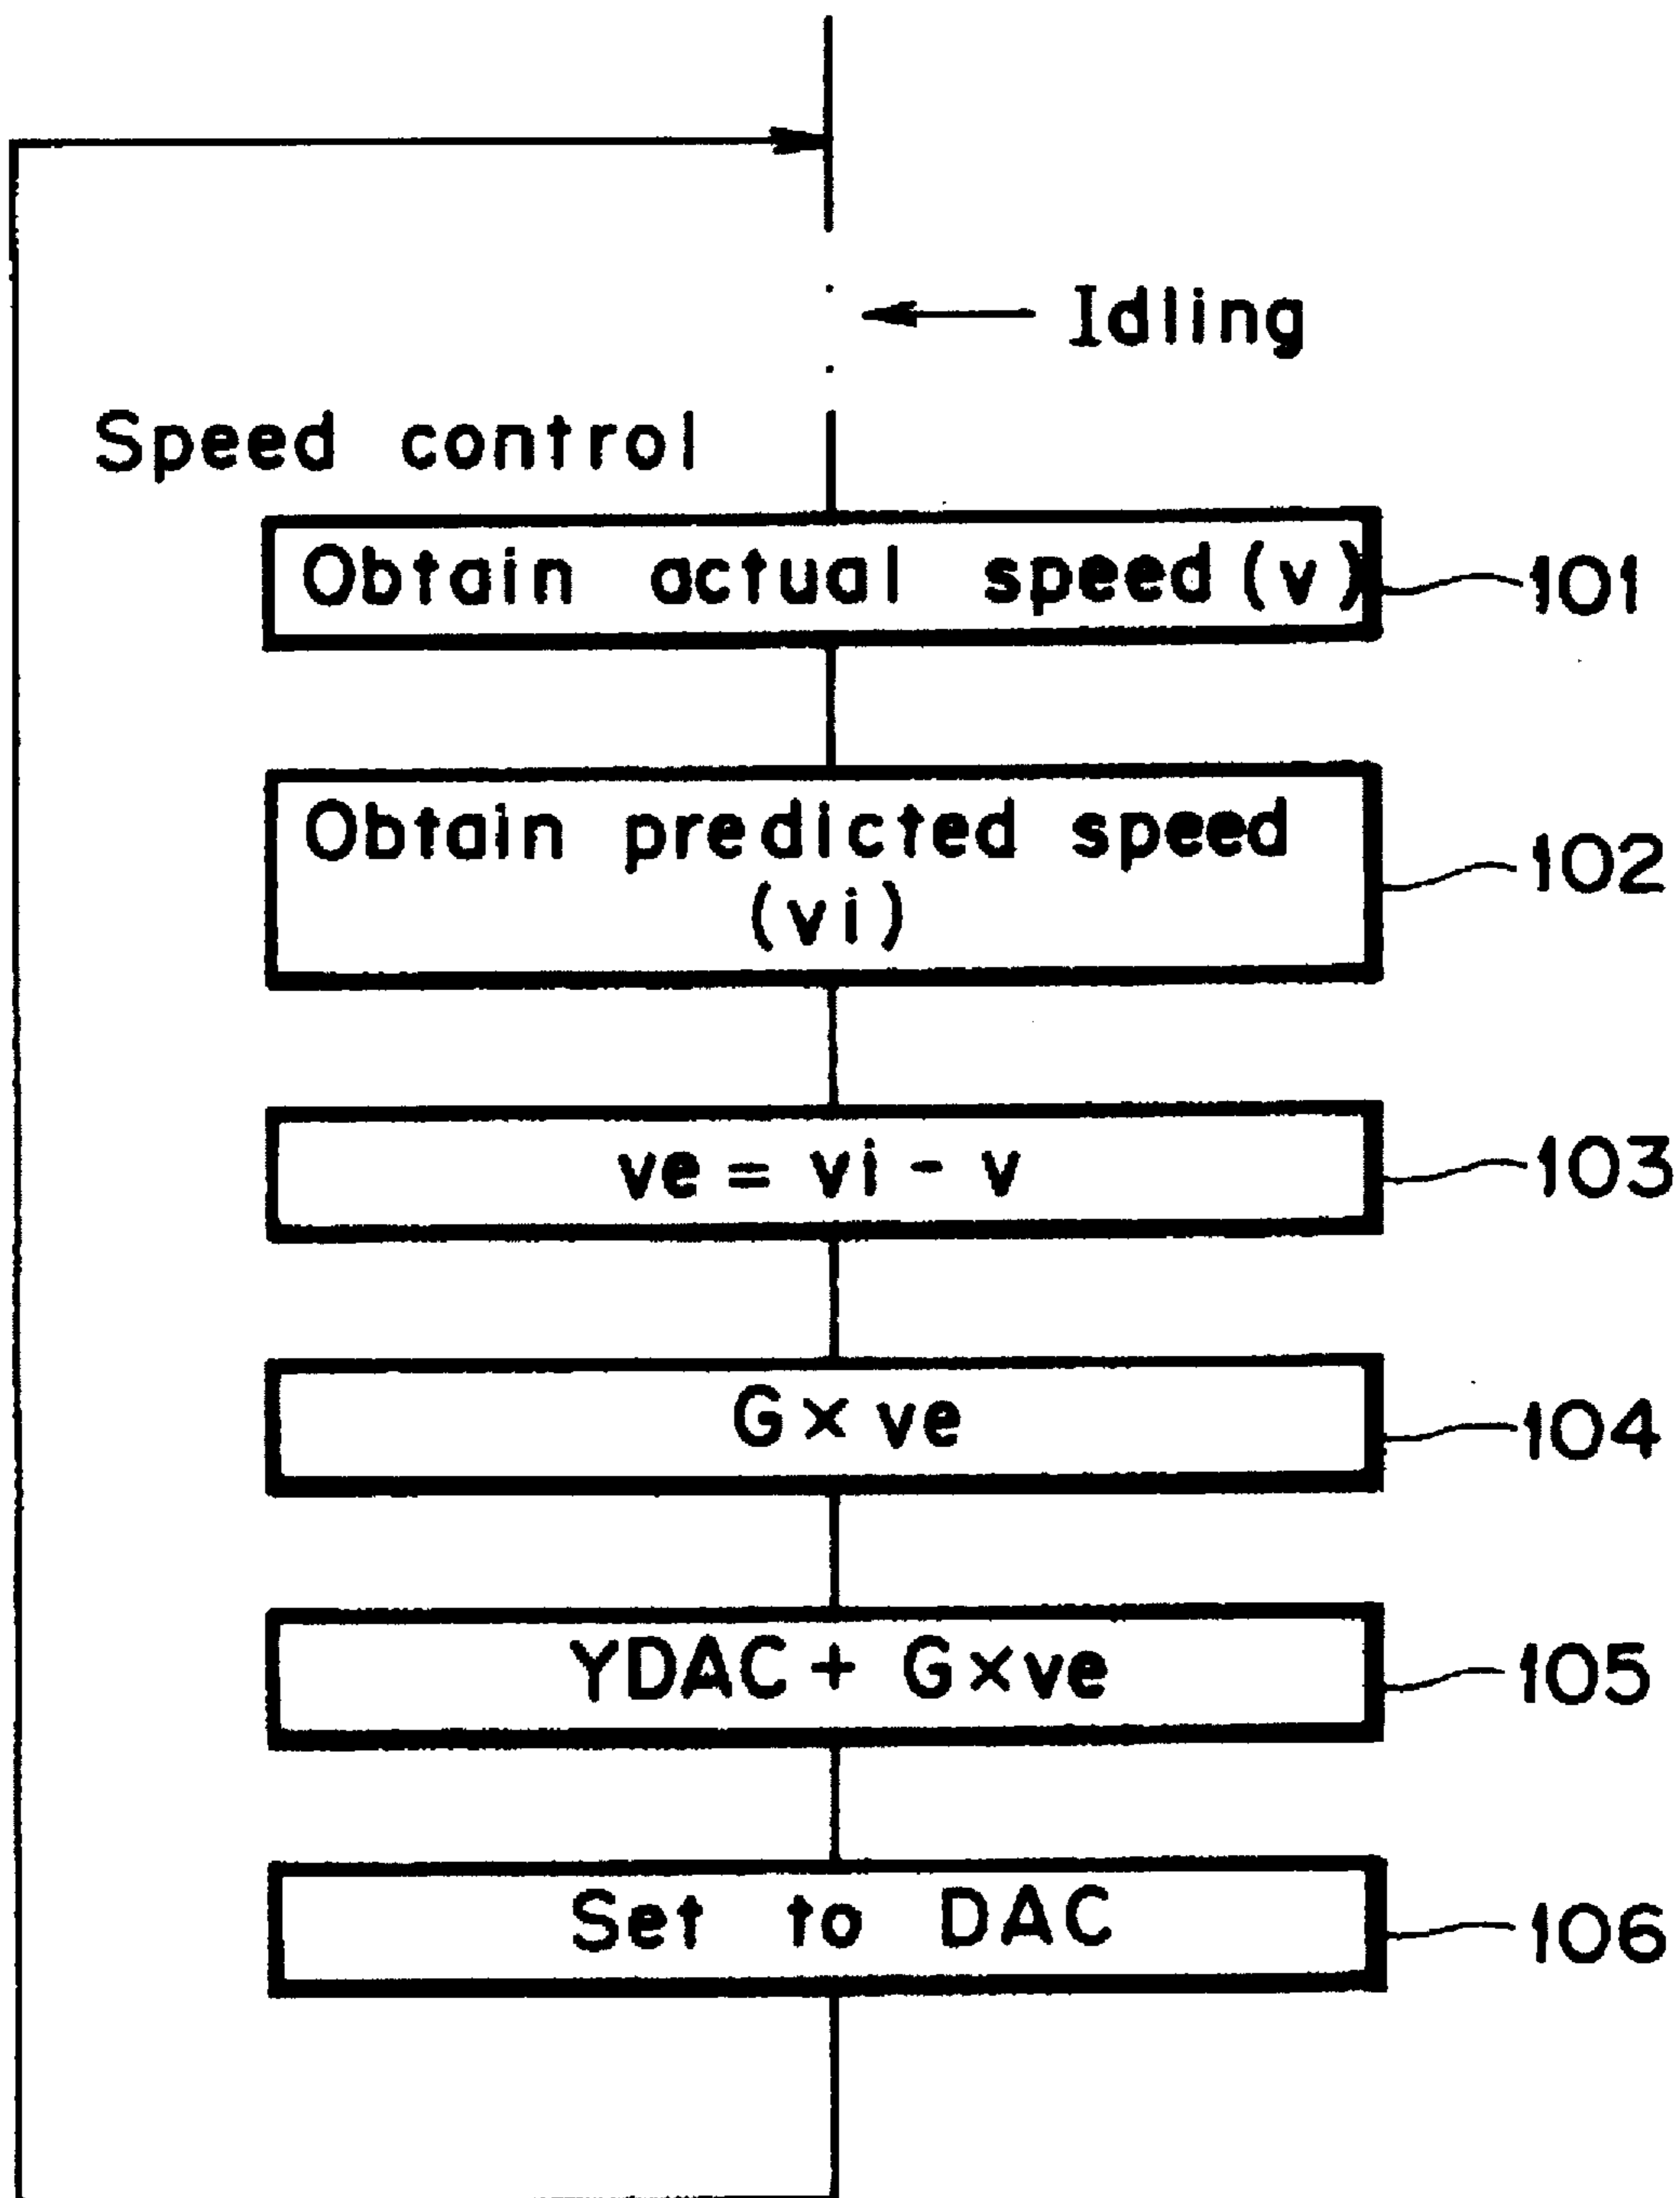 Idling
Speed control
Obtain actual speed (v)
101
Obtain predicted speed
(vi)
102
ve = vi - v
103
G × ve
104
YDAC + G × ve
105
Set to DAC
106